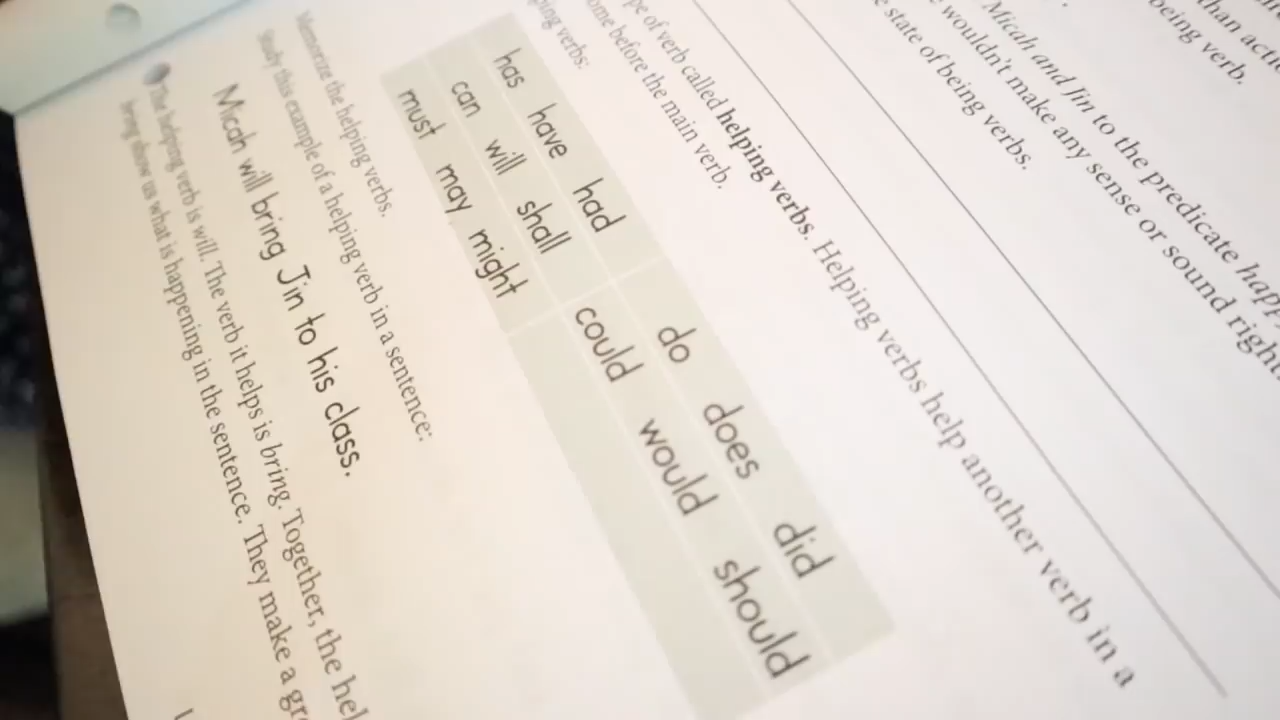 than acti
being verb.
Micah and Jin to the predicate happ
wouldn't make any sense or sound right.
e state of being verbs.
pe of verb called helping verbs. Helping verbs help another verb in a
ome before the main verb.
ping verbs:
has have had do does did
can will shall could would should
must may might
Memorize the helping verbs.
Study this example of a helping verb in a sentence:
Micah will bring Jin to his class.
The helping verb is will. The verb it helps is bring. Together, the hel
bring show us what is happening in the sentence. They make a gr